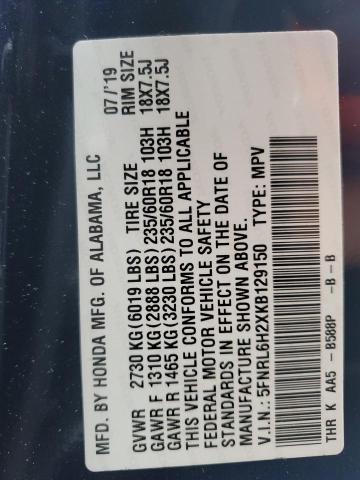 MFD. BY HONDA MFG. OF ALABAMA, LLC 07/'19
GVWR 2730 KG(6019 LBS) TIRE SIZE RIM SIZE
GAWR F 1310 KG(2888 LBS) 235/60R18 103H 18X7.5J
GAWR R 1465 KG(3230 LBS) 235/60R18 103H 18X7.5J
THIS VEHICLE CONFORMS TO ALL APPLICABLE
FEDERAL MOTOR VEHICLE SAFETY
STANDARDS IN EFFECT ON THE DATE OF
MANUFACTURE SHOWN ABOVE.
V.I.N.: 5FNRL6H2XKB129150 TYPE: MPV
THR K AA5 - B588P -B-B